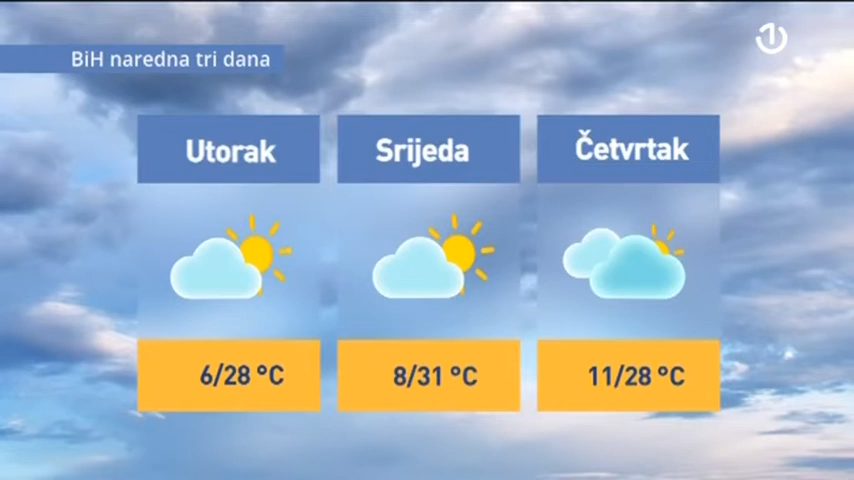 BiH naredna tri dana
Utorak
Srijeda
Četvrtak
6/28 °C
8/31 °C
11/28 °C